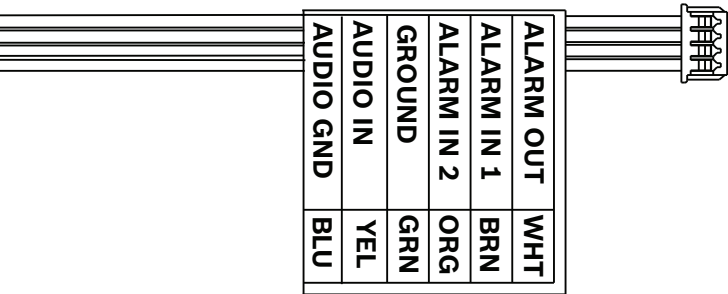 ALARM OUT WHT
ALARM IN 1 BRN
ALARM IN 2 ORG
GROUND GRN
AUDIO IN YEL
AUDIO GND BLU